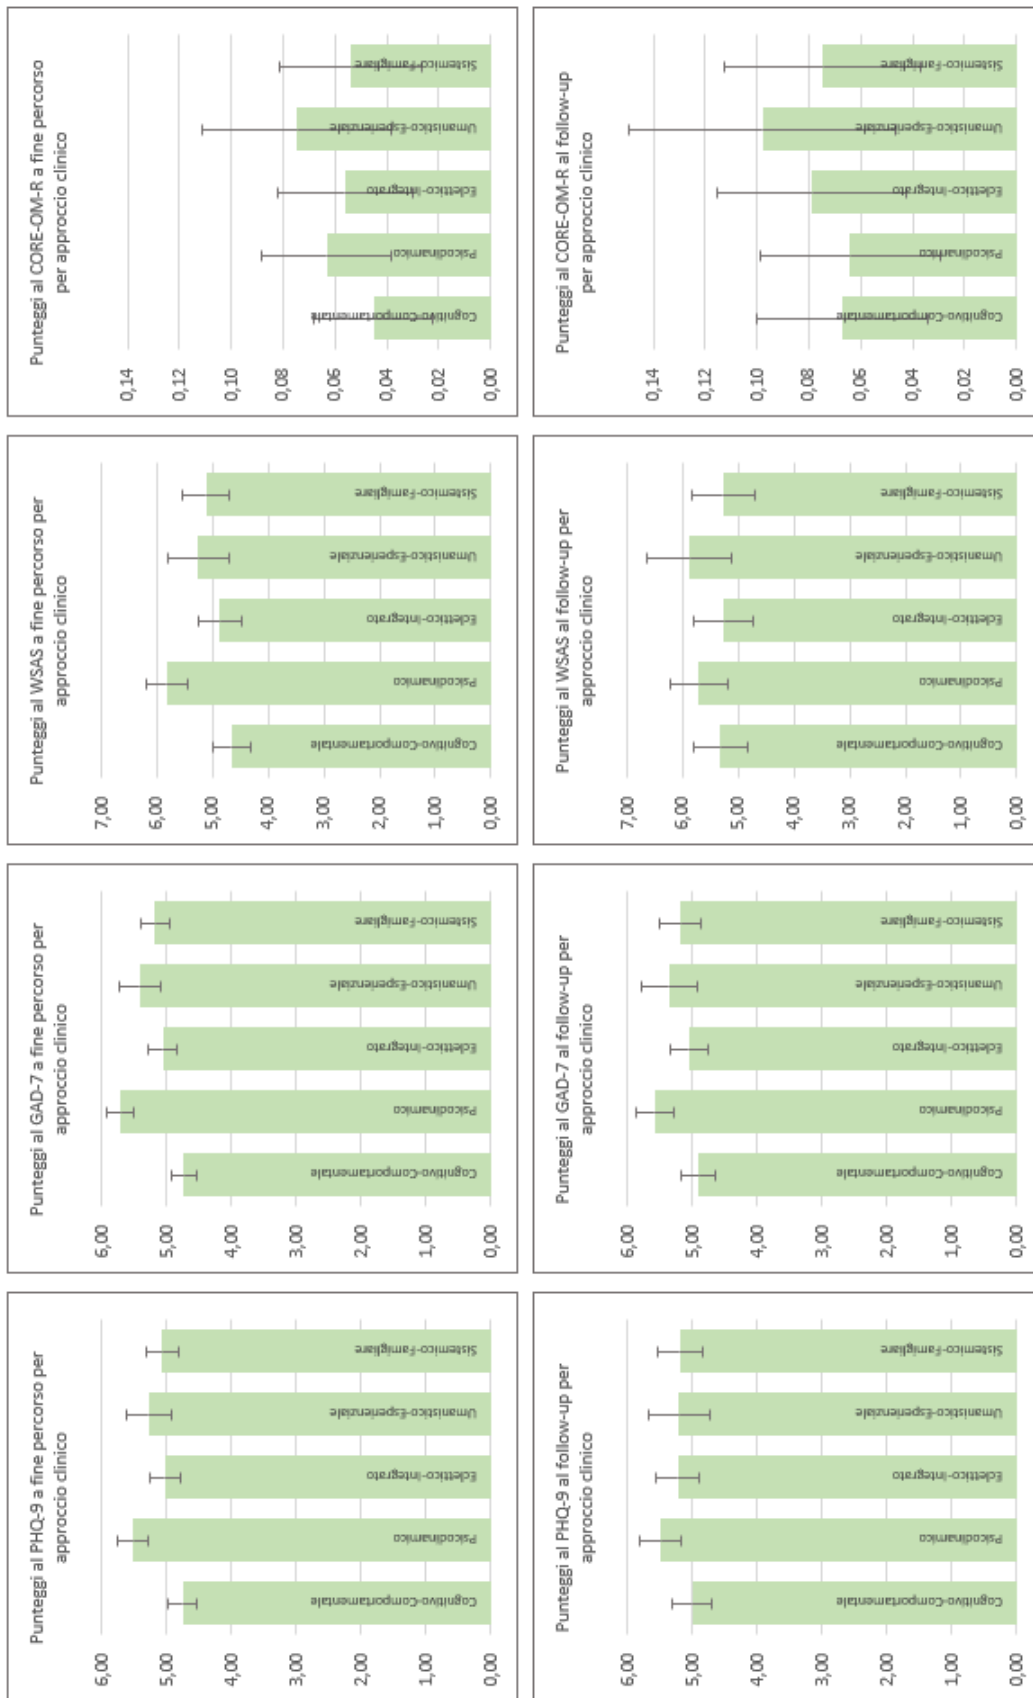 Punteggi al PHQ-9 a fine percorso per
approccio clinico
6,00
5,00
4,00
3,00
2,00
1,00
0,00
Cognitivo-Comportamentale
Psicodinamico
Eclettico-integrato
Umanistico-Esperienziale
Sistemico-Famigliare
Punteggi al GAD-7 a fine percorso per
approccio clinico
6,00
5,00
4,00
3,00
2,00
1,00
0,00
Cognitivo-Comportamentale
Psicodinamico
Eclettico-integrato
Umanistico-Esperienziale
Sistemico-Famigliare
Punteggi al WSAS a fine percorso per
approccio clinico
7,00
6,00
5,00
4,00
3,00
2,00
1,00
0,00
Cognitivo-Comportamentale
Psicodinamico
Eclettico-integrato
Umanistico-Esperienziale
Sistemico-Famigliare
Punteggi al CORE-OM-R a fine percorso
per approccio clinico
0,14
0,12
0,10
0,08
0,06
0,04
0,02
0,00
Cognitivo-Comportamentale
Psicodinamico
Eclettico-integrato
Umanistico-Esperienziale
Sistemico-Famigliare
Punteggi al PHQ-9 al follow-up per
approccio clinico
6,00
5,00
4,00
3,00
2,00
1,00
0,00
Cognitivo-Comportamentale
Psicodinamico
Eclettico-integrato
Umanistico-Esperienziale
Sistemico-Famigliare
Punteggi al GAD-7 al follow-up per
approccio clinico
6,00
5,00
4,00
3,00
2,00
1,00
0,00
Cognitivo-Comportamentale
Psicodinamico
Eclettico-integrato
Umanistico-Esperienziale
Sistemico-Famigliare
Punteggi al WSAS al follow-up per
approccio clinico
7,00
6,00
5,00
4,00
3,00
2,00
1,00
0,00
Cognitivo-Comportamentale
Psicodinamico
Eclettico-integrato
Umanistico-Esperienziale
Sistemico-Famigliare
Punteggi al CORE-OM-R al follow-up
per approccio clinico
0,14
0,12
0,10
0,08
0,06
0,04
0,02
0,00
Cognitivo-Comportamentale
Psicodinamico
Eclettico-integrato
Umanistico-Esperienziale
Sistemico-Famigliare